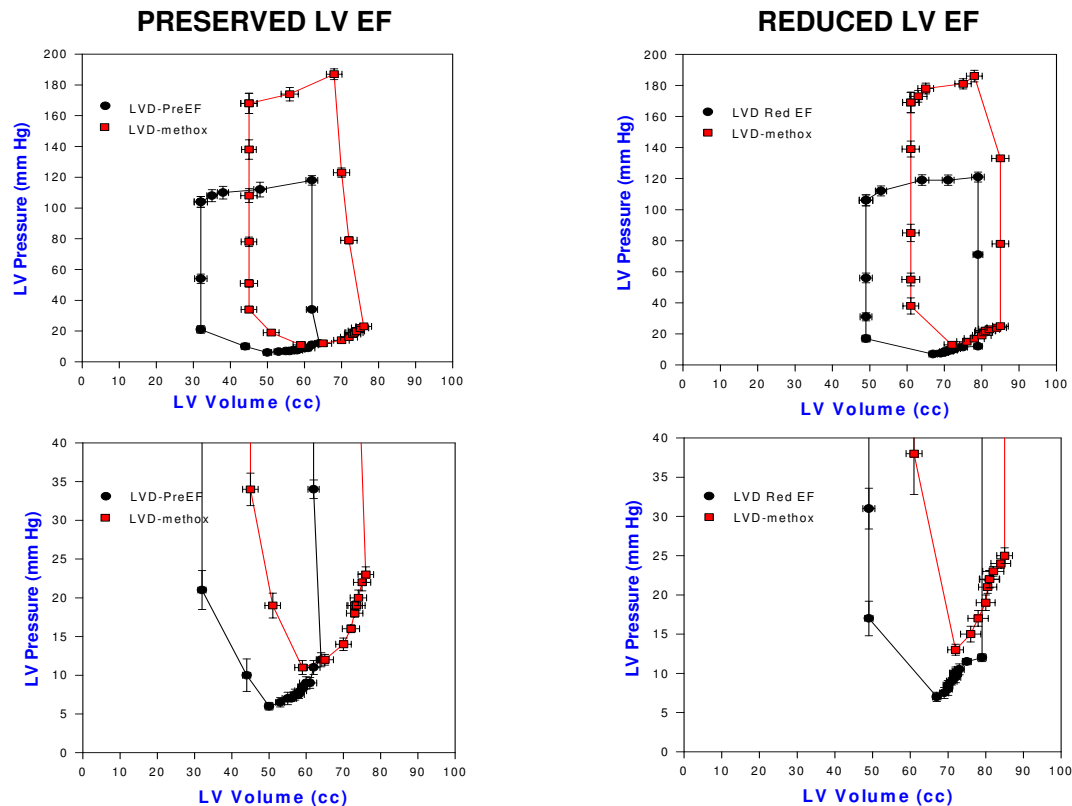 PRESERVED LV EF
200
180
160
140
120
100
80
60
40
20
0
LV Pressure (mm Hg)
LVD-PreEF
LVD-methox
0 10 20 30 40 50 60 70 80 90 100
LV Volume (cc)
REDUCED LV EF
200
180
160
140
120
100
80
60
40
20
0
LV Pressure (mm Hg)
LVD Red EF
LVD-methox
0 10 20 30 40 50 60 70 80 90 100
LV Volume (cc)
40
35
30
25
20
15
10
5
0
LV Pressure (mm Hg)
LVD-PreEF
LVD-methox
0 10 20 30 40 50 60 70 80 90 100
LV Volume (cc)
40
35
30
25
20
15
10
5
0
LV Pressure (mm Hg)
LVD Red EF
LVD-methox
0 10 20 30 40 50 60 70 80 90 100
LV Volume (cc)